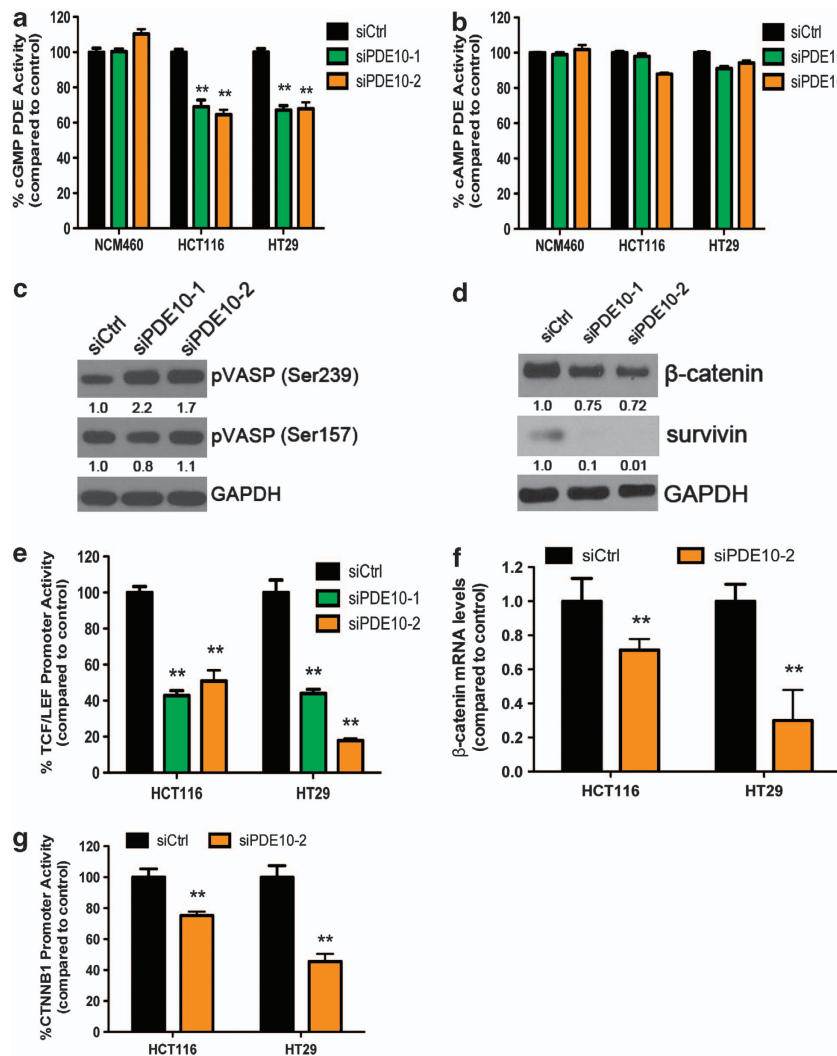 a
% cGMP PDE Activity
(compared to control)
120
100
80
60
40
20
0
** ** ** **
NCM460 HCT116 HT29
siCtrl
siPDE10-1
siPDE10-2
b
% cAMP PDE Activity
(compared to control)
120
100
80
60
40
20
0
NCM460 HCT116 HT29
siCtrl
siPDE1
siPDE1
c
siCtrl siPDE10-1 siPDE10-2
pVASP (Ser239)
1.0 2.2 1.7
pVASP (Ser157)
1.0 0.8 1.1
GAPDH
d
siCtrl siPDE10-1 siPDE10-2
β-catenin
1.0 0.75 0.72
survivin
1.0 0.1 0.01
GAPDH
e
% TCF/LEF Promoter Activity
(compared to control)
120
100
80
60
40
20
0
** ** ** **
HCT116 HT29
siCtrl
siPDE10-1
siPDE10-2
f
siCtrl siPDE10-2
β-catenin mRNA levels
(compared to control)
1.2
1.0
0.8
0.6
0.4
0.2
0.0
** **
HCT116 HT29
g
siCtrl siPDE10-2
%CTNNB1 Promoter Activity
(compared to control)
120
100
80
60
40
20
0
** **
HCT116 HT29